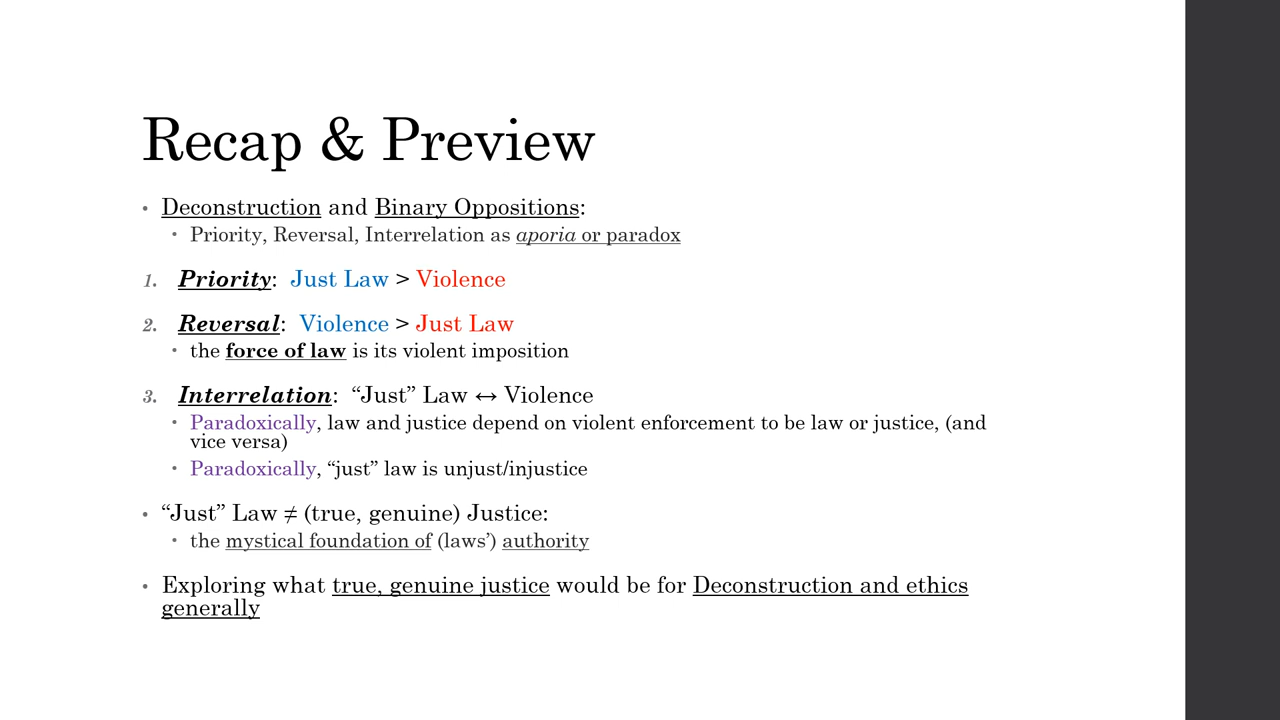 Recap & Preview
• Deconstruction and Binary Oppositions:
• Priority, Reversal, Interrelation as aporia or paradox
1. Priority: Just Law > Violence
2. Reversal: Violence > Just Law
• the force of law is its violent imposition
3. Interrelation: “Just” Law ↔ Violence
• Paradoxically, law and justice depend on violent enforcement to be law or justice, (and
vice versa)
• Paradoxically, “just” law is unjust/injustice
• “Just” Law ≠ (true, genuine) Justice:
• the mystical foundation of (laws’) authority
• Exploring what true, genuine justice would be for Deconstruction and ethics
generally